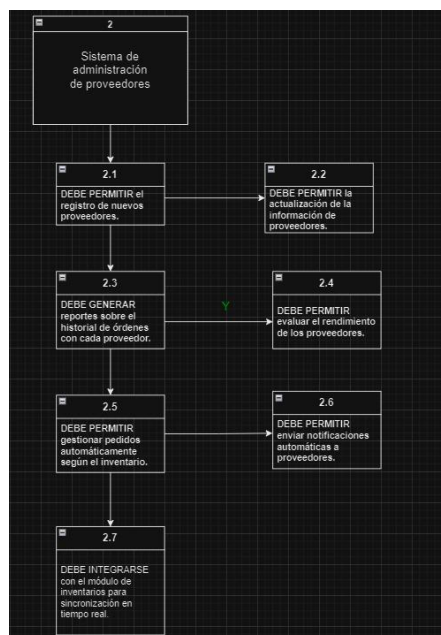 2
Sistema de
administración
de proveedores
2.1
DEBE PERMITIR el
registro de nuevos
proveedores.
2.2
DEBE PERMITIR la
actualización de la
información de
proveedores.
2.3
DEBE GENERAR
reportes sobre el
historial de órdenes
con cada proveedor.
Y
2.4
DEBE PERMITIR
evaluar el rendimiento
de los proveedores.
2.5
DEBE PERMITIR
gestionar pedidos
automáticamente
según el inventario.
2.6
DEBE PERMITIR
enviar notificaciones
automáticas a
proveedores.
2.7
DEBE INTEGRARSE
con el módulo de
inventarios para
sincronización en
tiempo real.